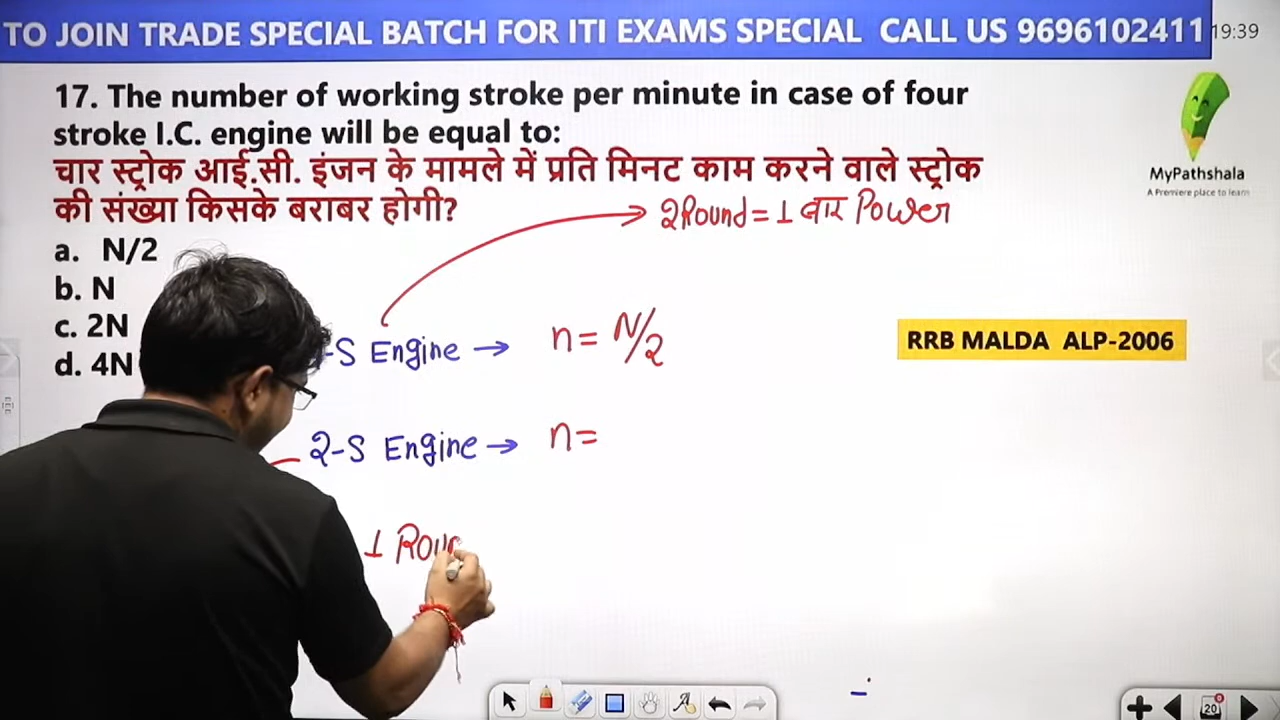 TO JOIN TRADE SPECIAL BATCH FOR ITI EXAMS SPECIAL CALL US 9696102411
19:39
17. The number of working stroke per minute in case of four
stroke I.C. engine will be equal to:
चार स्ट्रोक आई.सी. इंजन के मामले में प्रति मिनट काम करने वाले स्ट्रोक
की संख्या किसके बराबर होगी?
MyPathshala
A Premiere place to learn
2Round = 1 बार Power
a. N/2
b. N
c. 2N
d. 4N
-S Engine → n = N/2
RRB MALDA ALP-2006
2-S Engine → n =
1 Roun
20